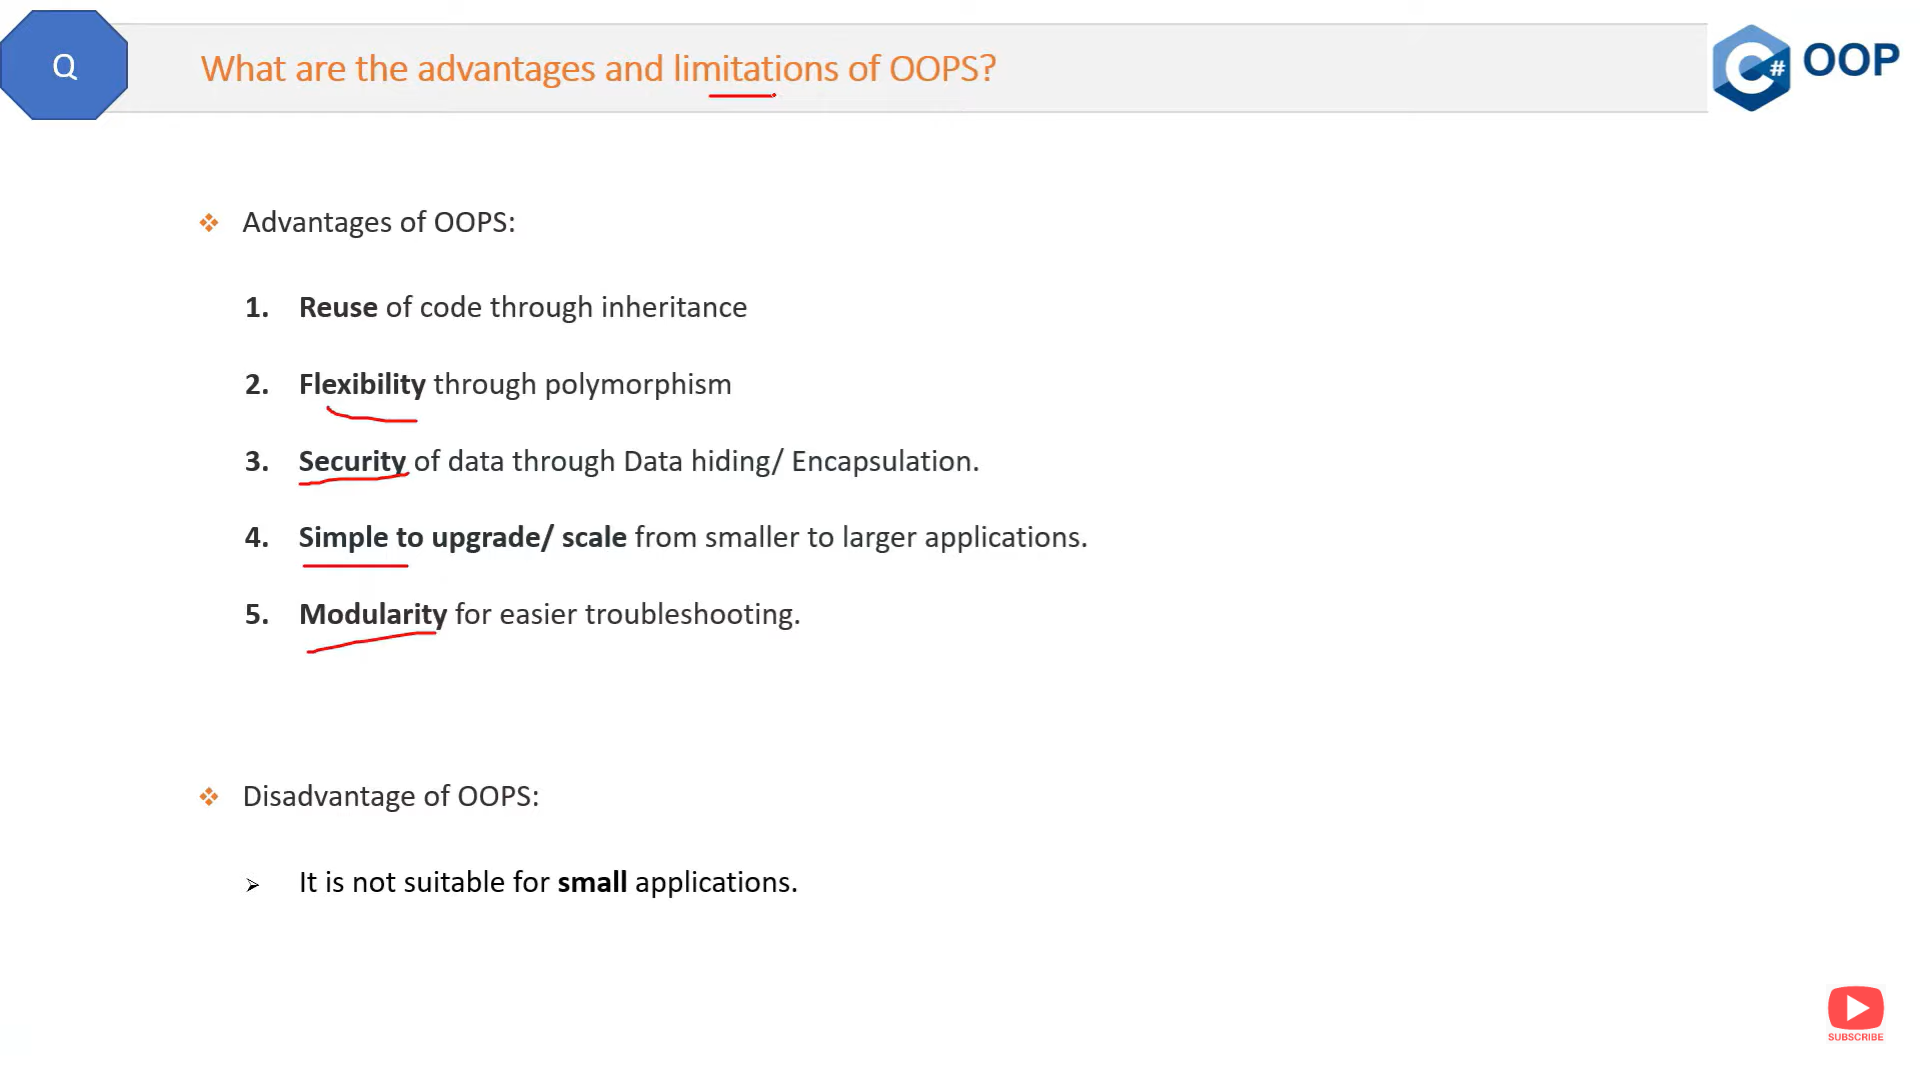 Q
What are the advantages and limitations of OOPS?
C# OOP
❖ Advantages of OOPS:
1. Reuse of code through inheritance
2. Flexibility through polymorphism
3. Security of data through Data hiding/ Encapsulation.
4. Simple to upgrade/ scale from smaller to larger applications.
5. Modularity for easier troubleshooting.
❖ Disadvantage of OOPS:
➢ It is not suitable for small applications.
SUBSCRIBE